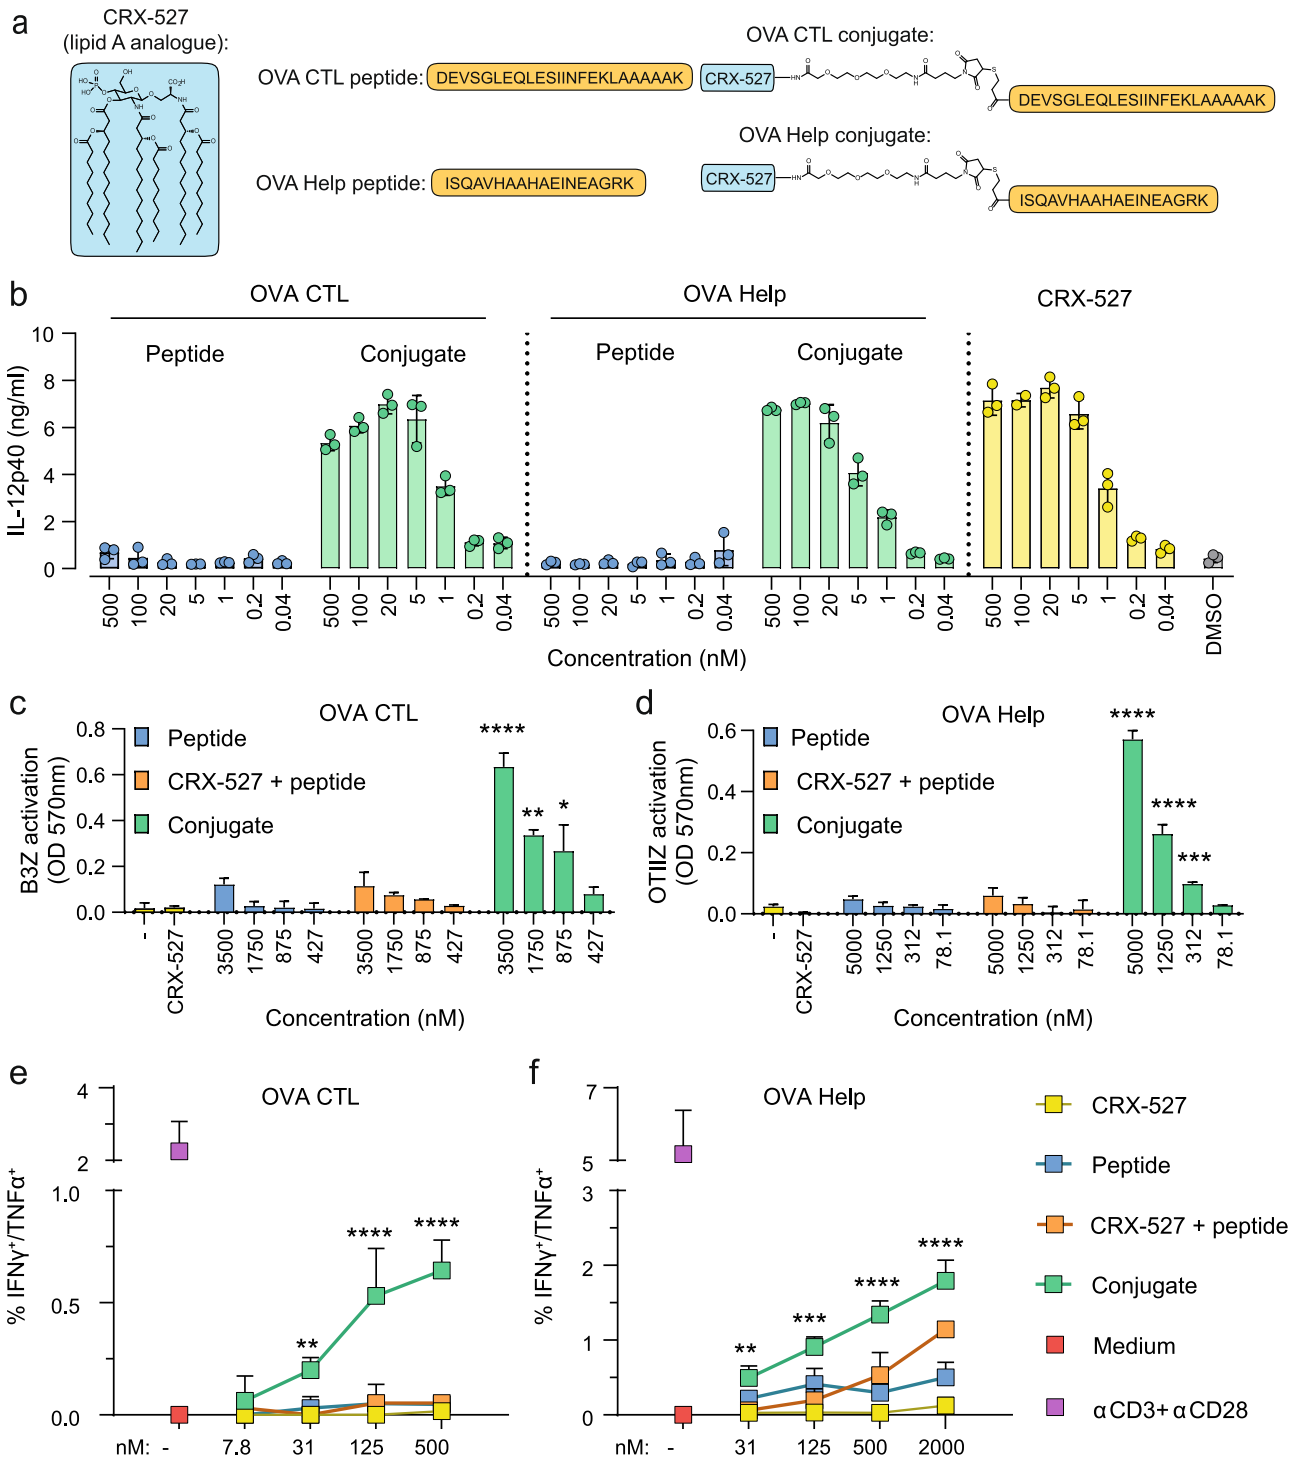 a
CRX-527
(lipid A analogue):
OVA CTL peptide: DEVSGLEQLESIINFEKLAAAAAK
OVA Help peptide: ISQAVHAAHAEINEAGRK
OVA CTL conjugate:
CRX-527
DEVSGLEQLESIINFEKLAAAAAK
OVA Help conjugate:
CRX-527
ISQAVHAAHAEINEAGRK
b
OVA CTL
OVA Help
CRX-527
Peptide
Conjugate
Peptide
Conjugate
IL-12p40 (ng/ml)
10
8
6
4
2
0
500 100 20 5 1 0.2 0.04
500 100 20 5 1 0.2 0.04
500 100 20 5 1 0.2 0.04
500 100 20 5 1 0.2 0.04
500 100 20 5 1 0.2 0.04
DMSO
Concentration (nM)
c
OVA CTL
B3Z activation
(OD 570nm)
0.8
0.6
0.4
0.2
0.0
Peptide
CRX-527 + peptide
Conjugate
**** ** *
- CRX-527 3500 1750 875 427 3500 1750 875 427 3500 1750 875 427
Concentration (nM)
d
OVA Help
OTIIZ activation
(OD 570nm)
0.6
0.4
0.2
0.0
Peptide
CRX-527 + peptide
Conjugate
**** **** ***
- CRX-527 5000 1250 312 78.1 5000 1250 312 78.1 5000 1250 312 78.1
Concentration (nM)
e
OVA CTL
% IFNγ⁺/TNFα⁺
4
2
1.0
0.5
0.0
** **** ****
nM: - 7.8 31 125 500
f
OVA Help
% IFNγ⁺/TNFα⁺
7
5
3
2
1
0
** *** **** ****
nM: - 31 125 500 2000
CRX-527
Peptide
CRX-527 + peptide
Conjugate
Medium
αCD3+ αCD28